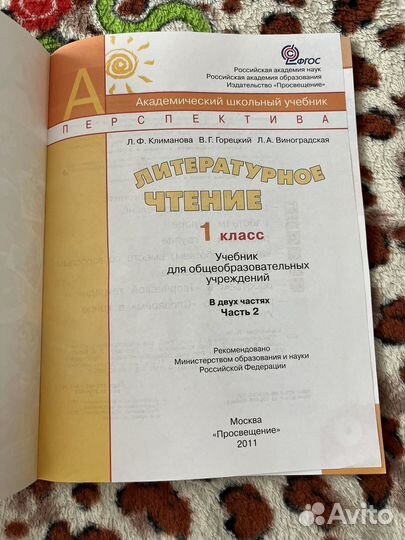 ФГОС
Российская академия наук
Российская академия образования
Издательство «Просвещение»
А
Академический школьный учебник
ПЕРСПЕКТИВА
Л. Ф. Климанова В. Г. Горецкий Л. А. Виноградская
ЛИТЕРАТУРНОЕ
ЧТЕНИЕ
1 класс
Учебник
для общеобразовательных
учреждений
В двух частях
Часть 2
Рекомендовано
Министерством образования и науки
Российской Федерации
Москва
«Просвещение»
2011
Avito